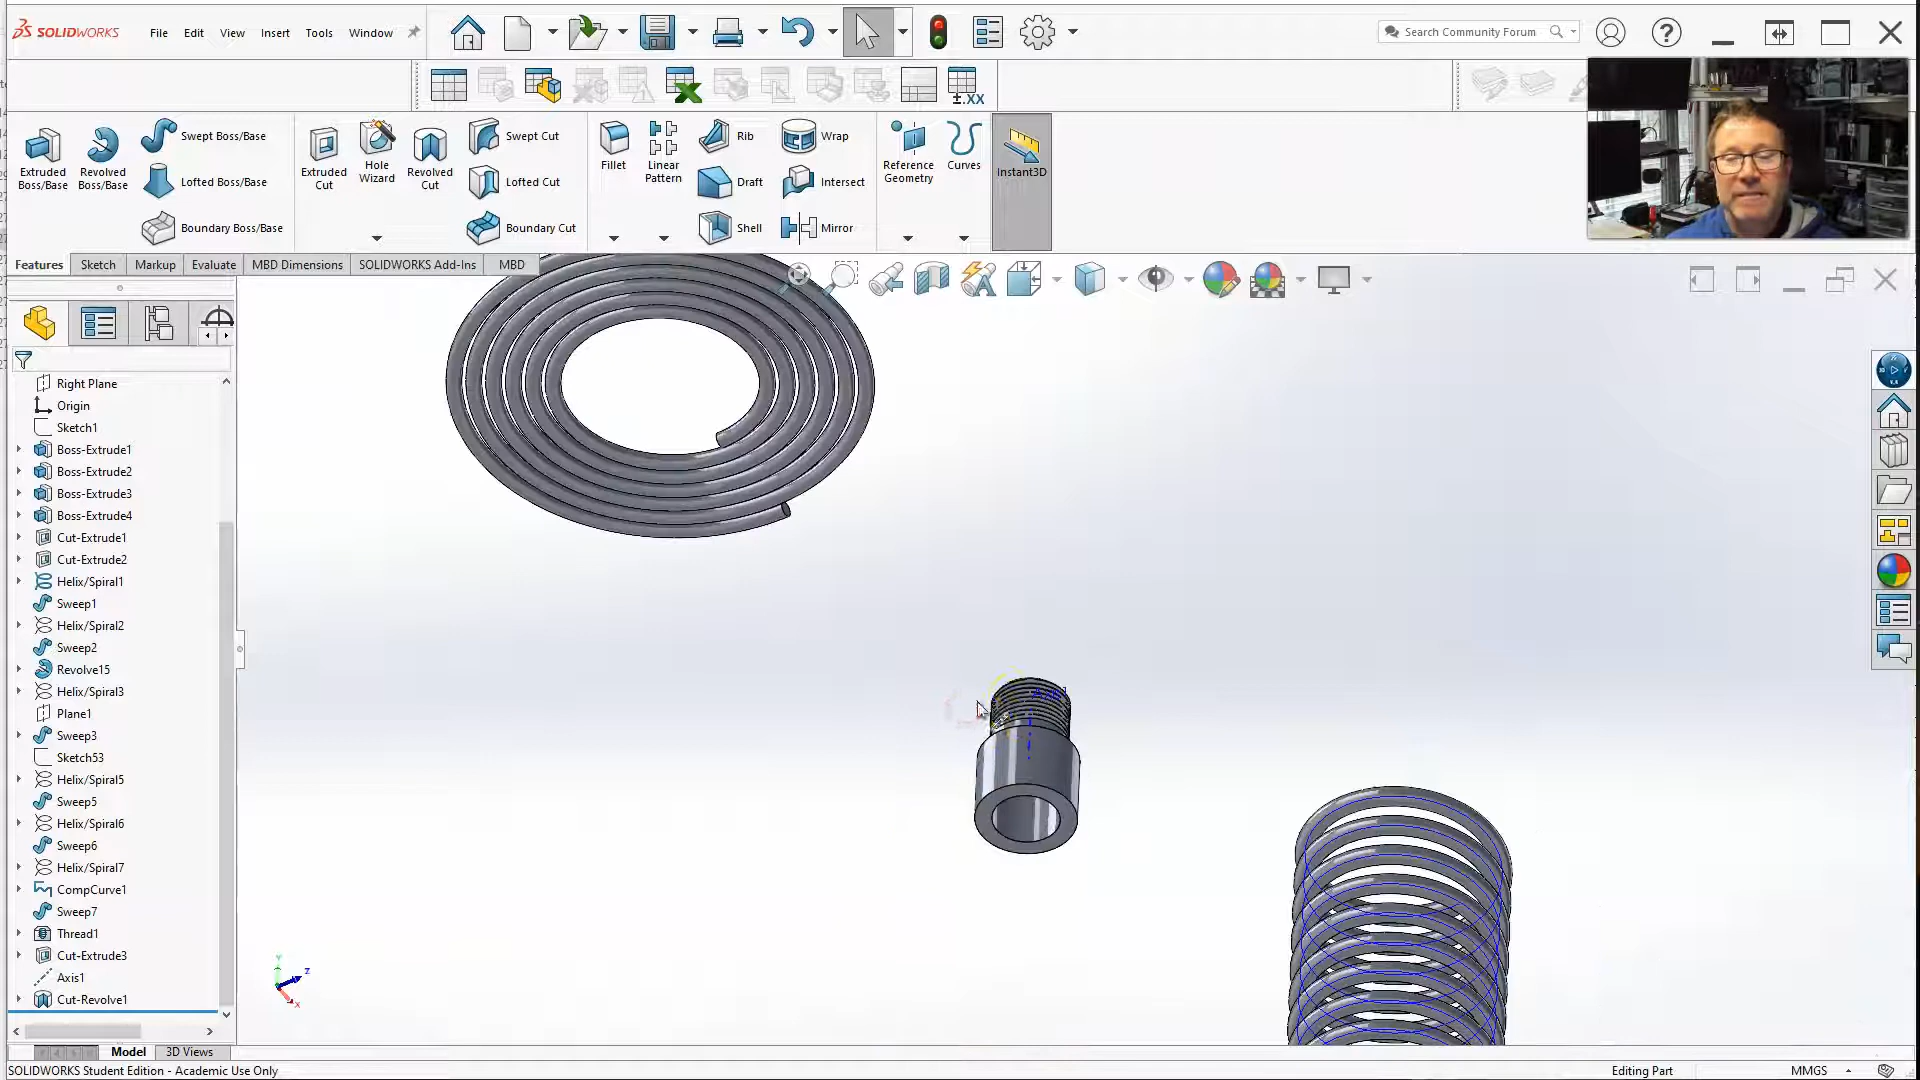 SOLIDWORKS File Edit View Insert Tools Window Search Community Forum
±.XX
Extruded Boss/Base
Revolved Boss/Base
Swept Boss/Base
Lofted Boss/Base
Boundary Boss/Base
Extruded Cut
Hole Wizard
Revolved Cut
Swept Cut
Lofted Cut
Boundary Cut
Fillet
Linear Pattern
Rib
Draft
Shell
Wrap
Intersect
Mirror
Reference Geometry
Curves
Instant3D
Features Sketch Markup Evaluate MBD Dimensions SOLIDWORKS Add-Ins MBD
Right Plane
Origin
Sketch1
Boss-Extrude1
Boss-Extrude2
Boss-Extrude3
Boss-Extrude4
Cut-Extrude1
Cut-Extrude2
Helix/Spiral1
Sweep1
Helix/Spiral2
Sweep2
Revolve15
Helix/Spiral3
Plane1
Sweep3
Sketch53
Helix/Spiral5
Sweep5
Helix/Spiral6
Sweep6
Helix/Spiral7
CompCurve1
Sweep7
Thread1
Cut-Extrude3
Axis1
Cut-Revolve1
Y
Z
X
Model 3D Views
SOLIDWORKS Student Edition - Academic Use Only Editing Part MMGS